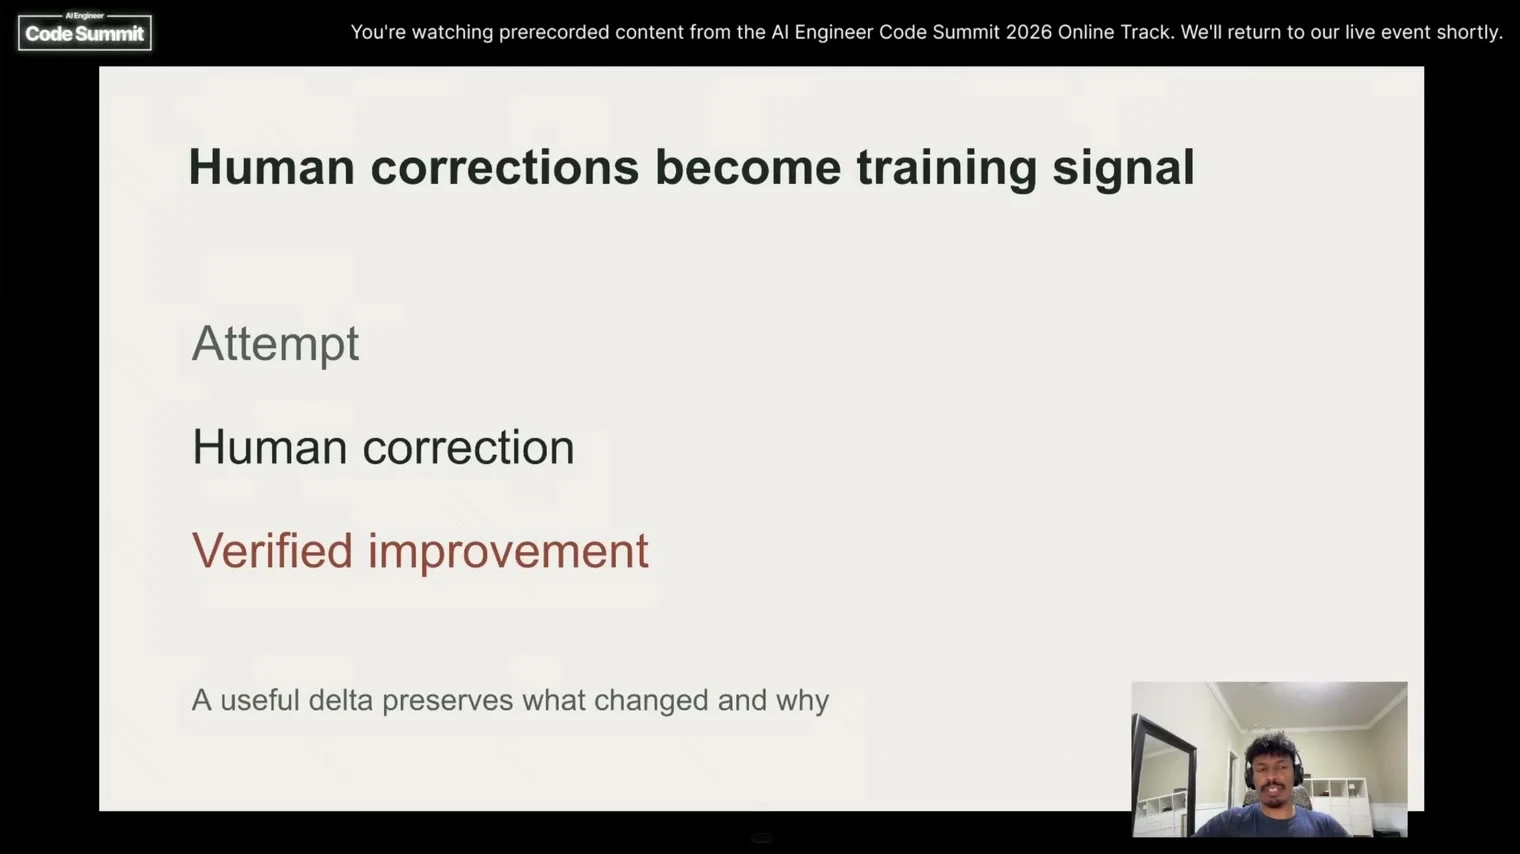 AI Engineer
Code Summit
You're watching prerecorded content from the AI Engineer Code Summit 2026 Online Track. We'll return to our live event shortly.
Human corrections become training signal
Attempt
Human correction
Verified improvement
A useful delta preserves what changed and why